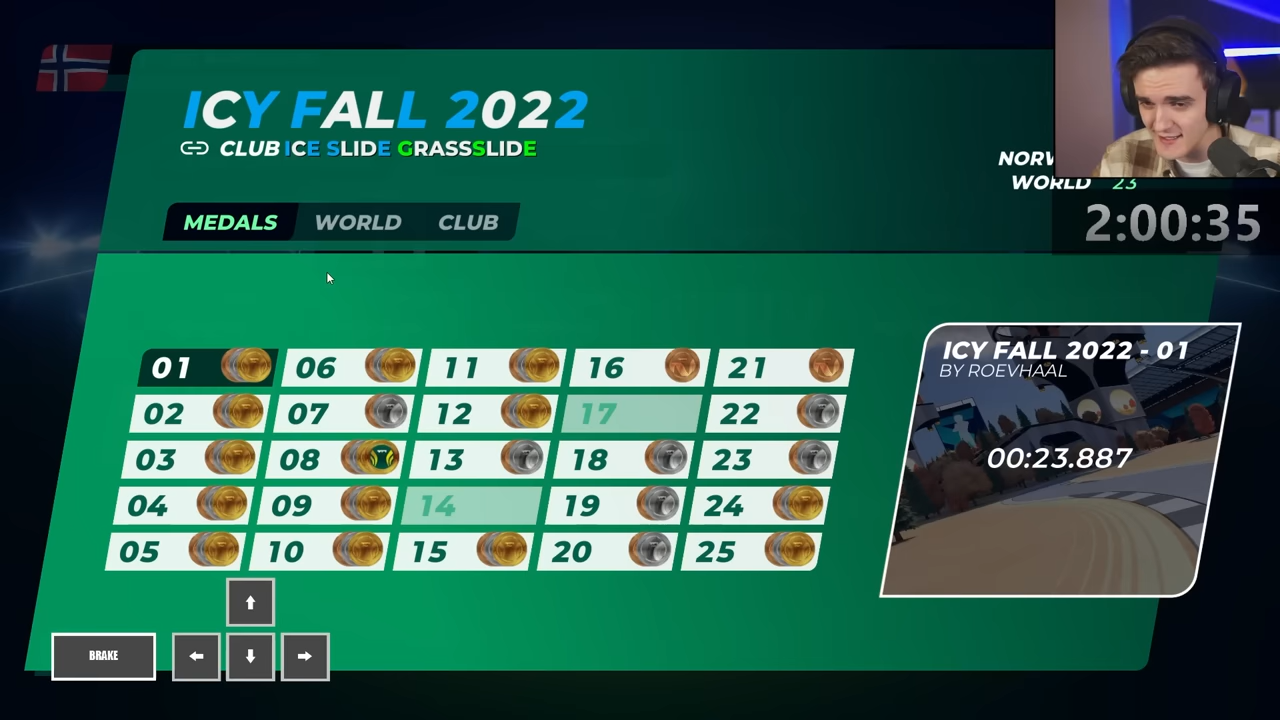 ICY FALL 2022
CLUB ICE SLIDE GRASSSLIDE
WORLD 23
2:00:35
MEDALS WORLD CLUB
01 06 11 16 21
02 07 12 17 22
03 08 13 18 23
04 09 14 19 24
05 10 15 20 25
ICY FALL 2022 - 01
BY ROEVHAAL
00:23.887
BRAKE